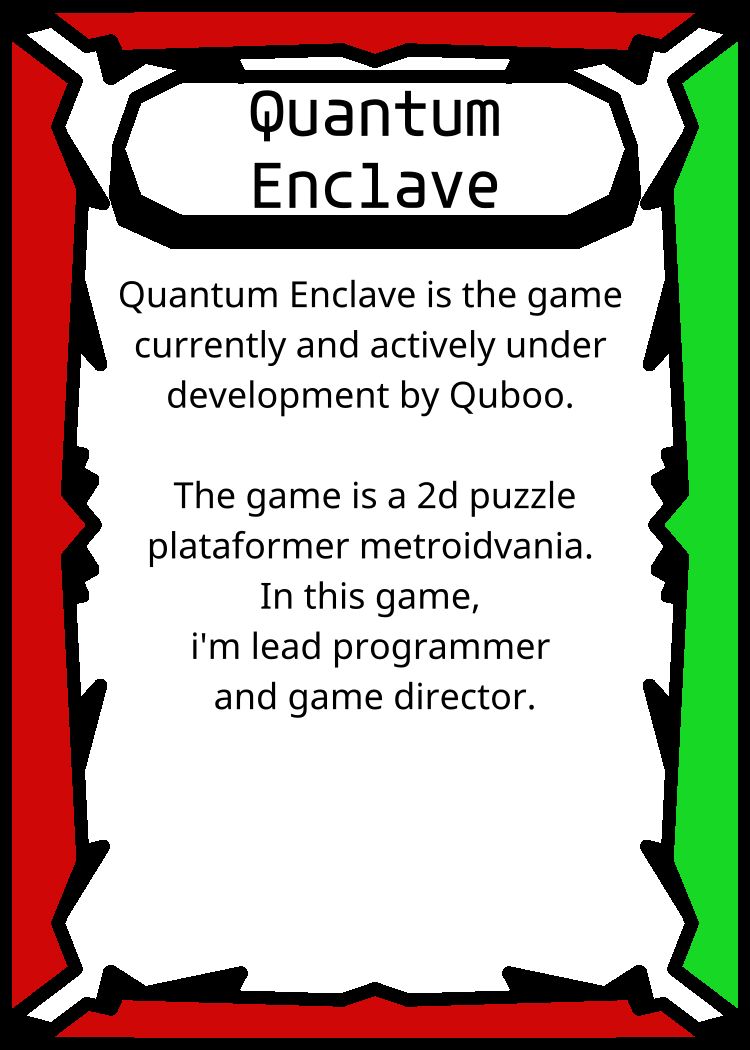 Quantum
Enclave
Quantum Enclave is the game
currently and actively under
development by Quboo.
The game is a 2d puzzle
plataformer metroidvania.
In this game,
i'm lead programmer
and game director.